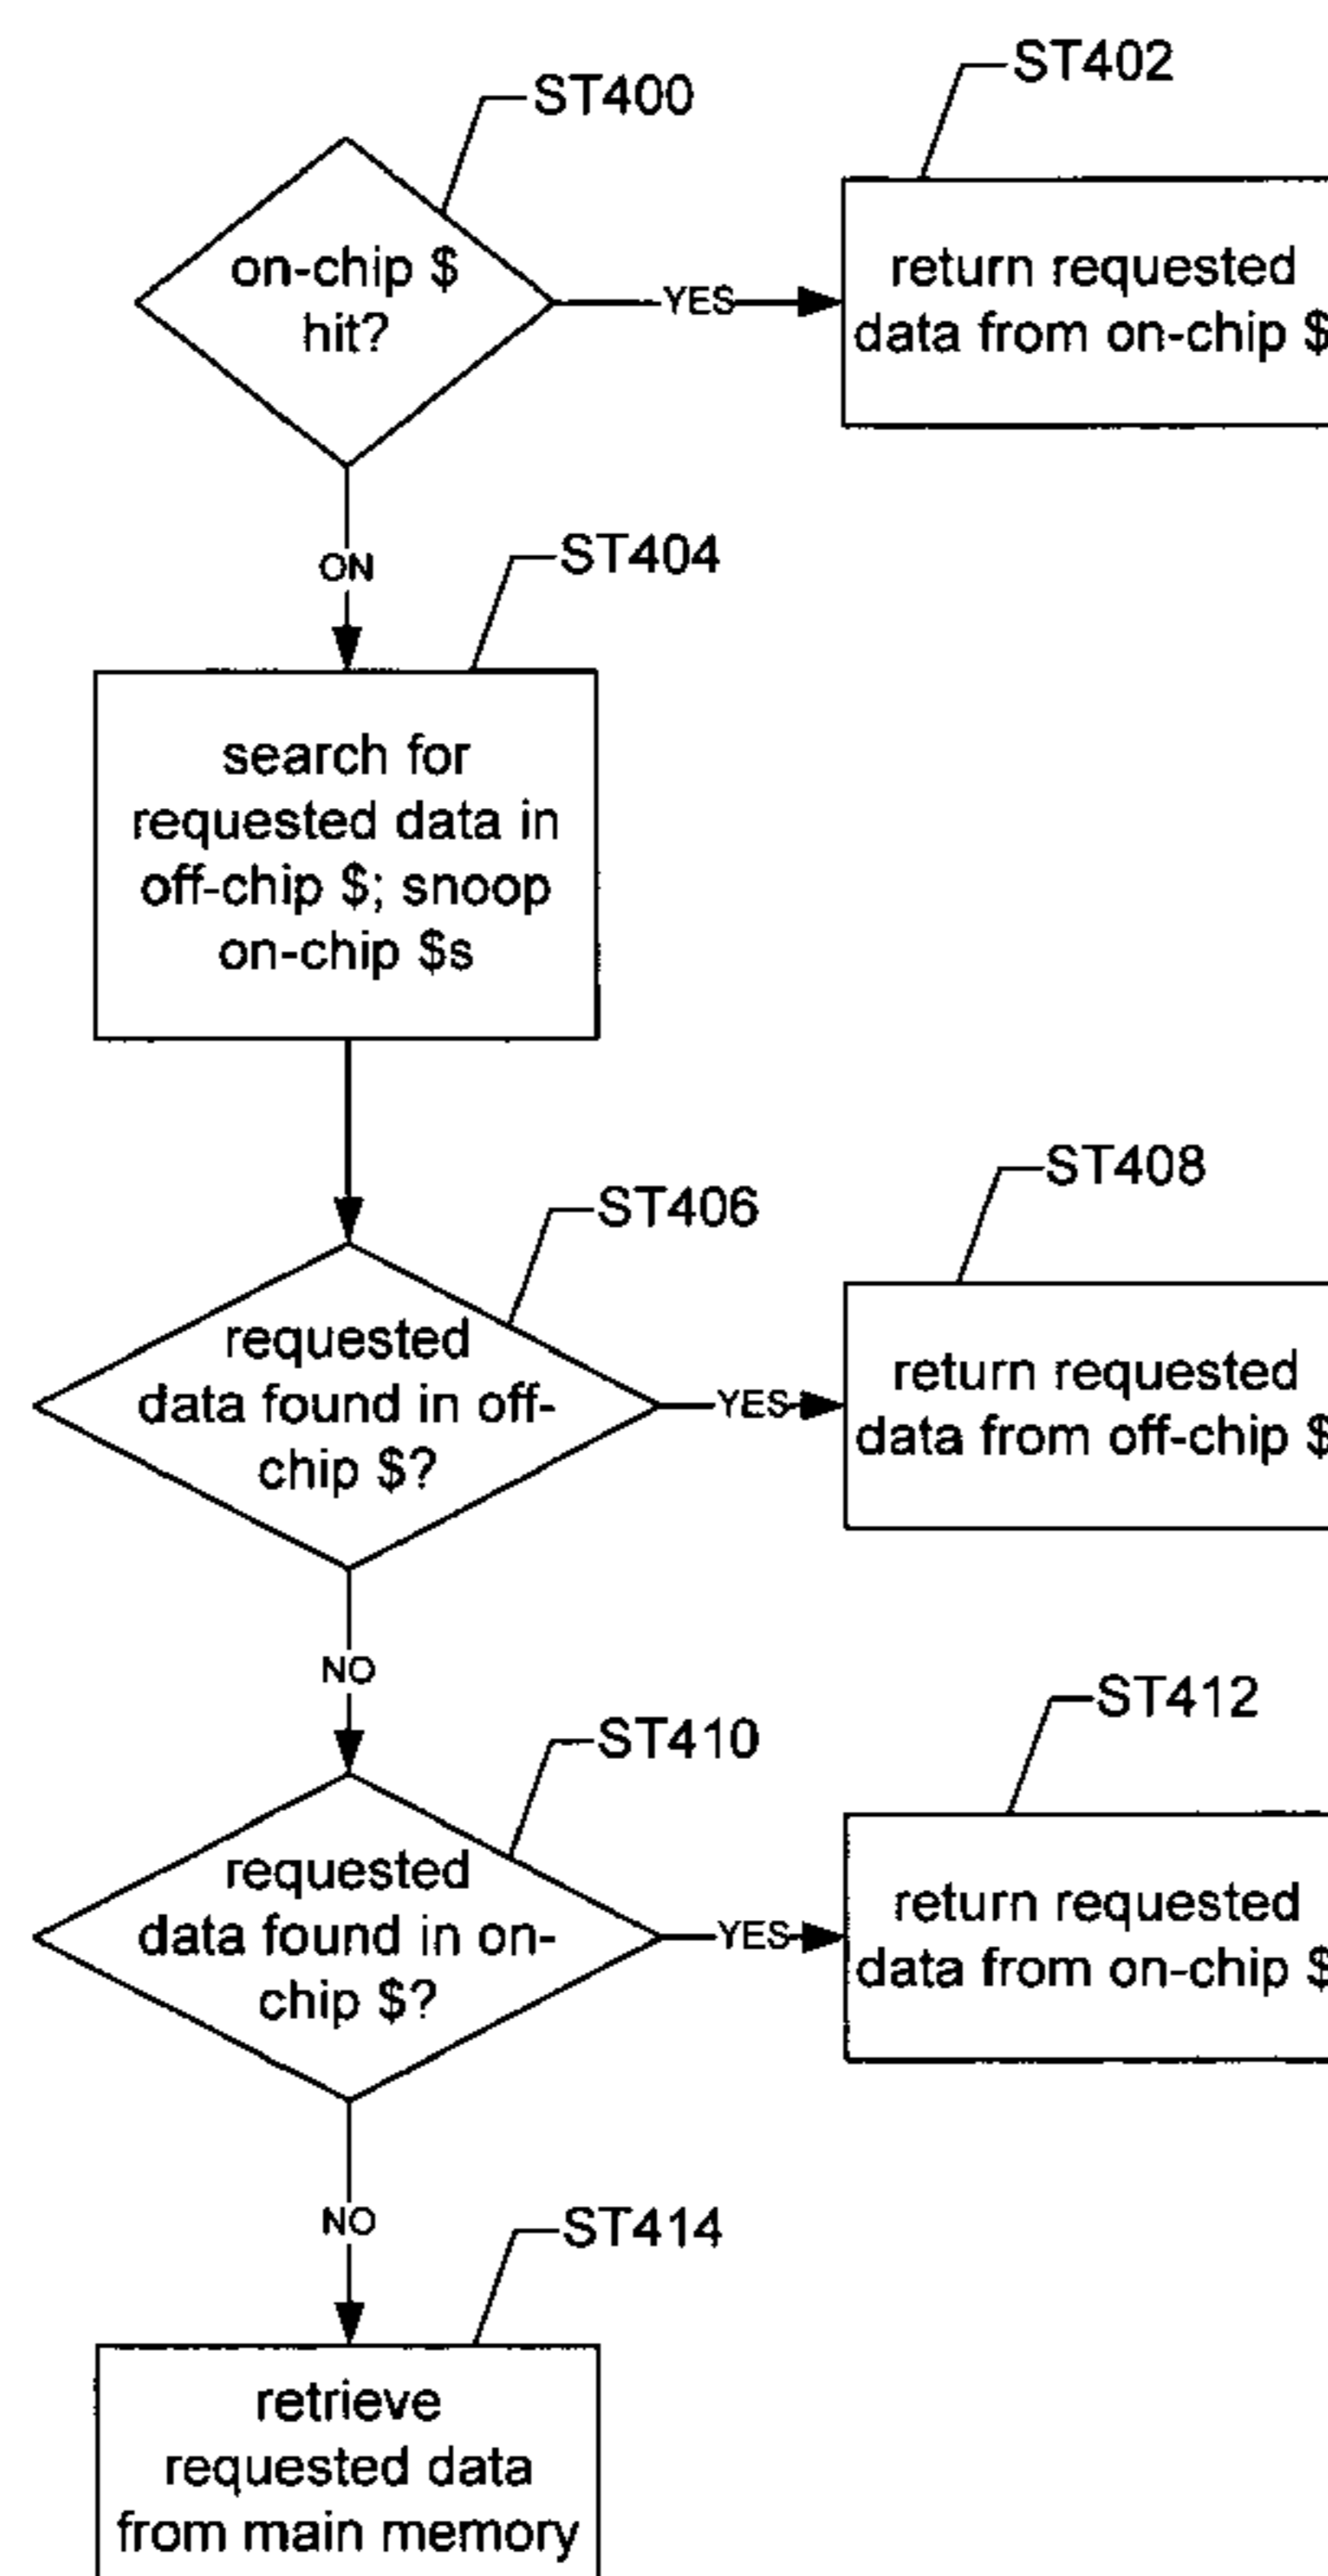 ST400
ST402
on-chip $
hit?
YES
return requested
data from on-chip $
ON
ST404
search for
requested data in
off-chip $; snoop
on-chip $s
ST406
ST408
requested
data found in off-
chip $?
YES
return requested
data from off-chip $
NO
ST410
ST412
requested
data found in on-
chip $?
YES
return requested
data from on-chip $
NO
ST414
retrieve
requested data
from main memory